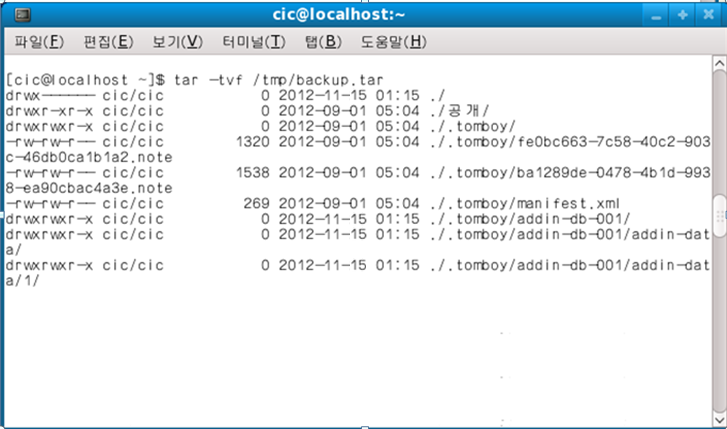 cic@localhost:~
파일(F) 편집(E) 보기(V) 터미널(T) 탭(B) 도움말(H)
[cic@localhost ~]$ tar -tvf /tmp/backup.tar
drwx------ cic/cic 0 2012-11-15 01:15 ./
drwxr-xr-x cic/cic 0 2012-09-01 05:04 ./공개/
drwxrwxr-x cic/cic 0 2012-09-01 05:04 ./.tomboy/
-rw-rw-r-- cic/cic 1320 2012-09-01 05:04 ./.tomboy/fe0bc663-7c58-40c2-903
c-46db0ca1b1a2.note
-rw-rw-r-- cic/cic 1538 2012-09-01 05:04 ./.tomboy/ba1289de-0478-4b1d-993
8-ea90cbac4a3e.note
-rw-rw-r-- cic/cic 269 2012-09-01 05:04 ./.tomboy/manifest.xml
drwxrwxr-x cic/cic 0 2012-11-15 01:15 ./.tomboy/addin-db-001/
drwxrwxr-x cic/cic 0 2012-11-15 01:15 ./.tomboy/addin-db-001/addin-dat
a/
drwxrwxr-x cic/cic 0 2012-11-15 01:15 ./.tomboy/addin-db-001/addin-dat
a/1/